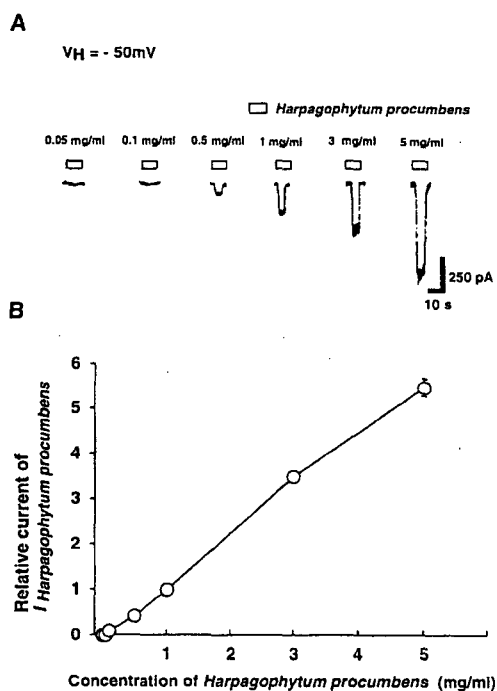 A
VH = - 50mV
Harpagophytum procumbens
0.05 mg/ml 0.1 mg/ml 0.5 mg/ml 1 mg/ml 3 mg/ml 5 mg/ml
250 pA
10 s
B
6
5
4
3
2
1
0
Relative current of
I Harpagophytum procumbens
1 2 3 4 5
Concentration of Harpagophytum procumbens (mg/ml)